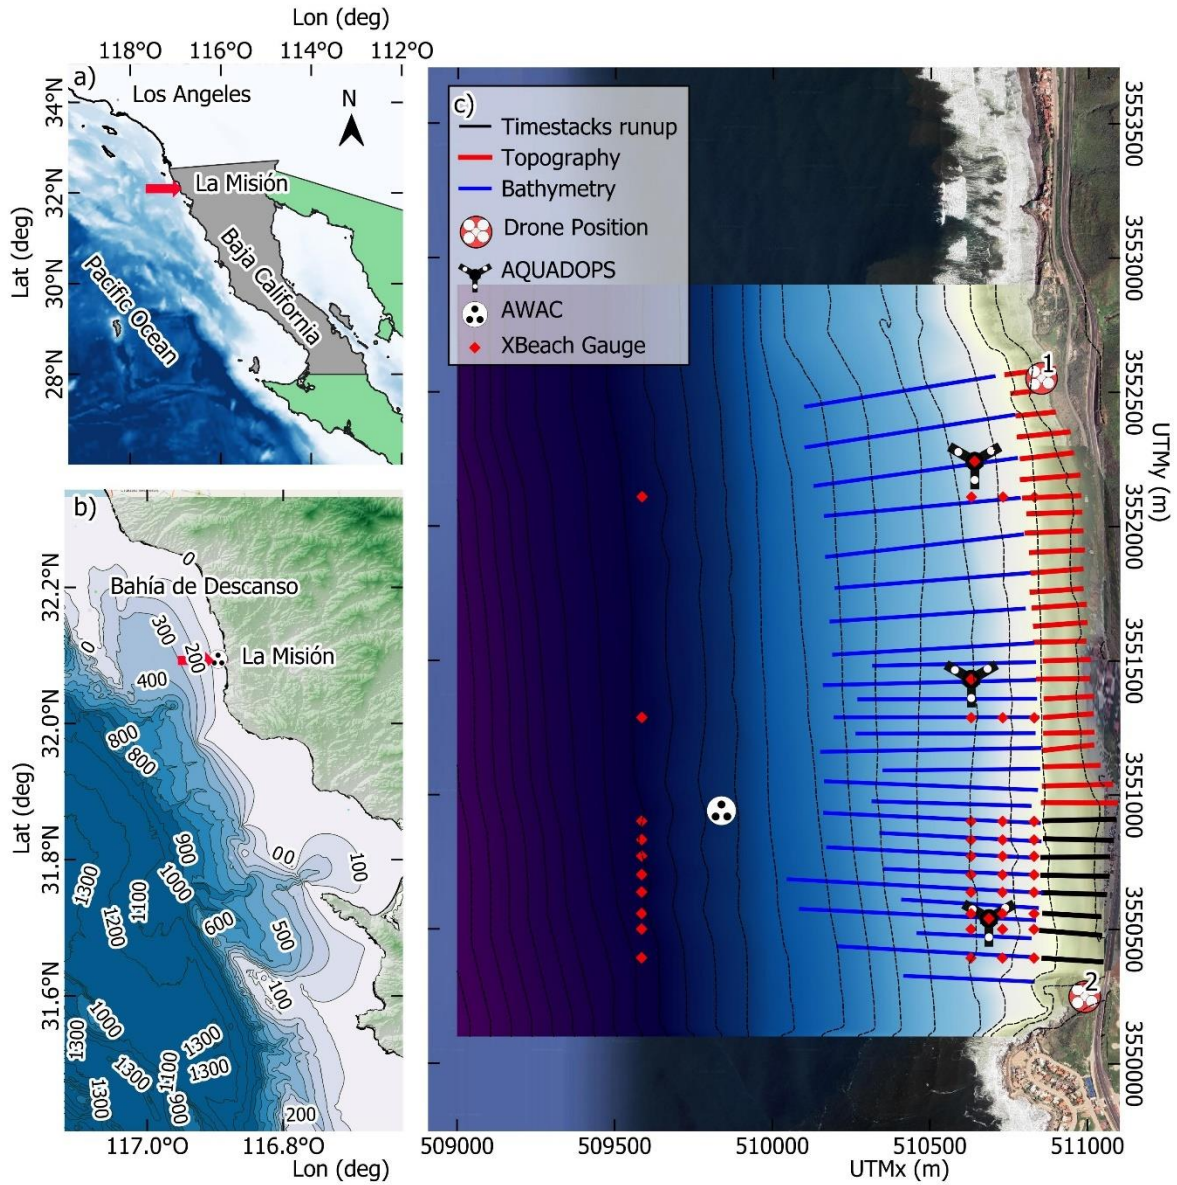 Lon (deg)
118°O 116°O 114°O 112°O
a)
Los Angeles
N
La Misión
Baja California
Pacific Ocean
34°N
32°N
30°N
28°N
Lat (deg)
b)
0
Bahía de Descanso
300
200
La Misión
0
400
800
800
900
00
100
1000
1300
1100
1200
600
500
100
1000
1300
1300
1300
1300
1100
1300
900
200
32.2°N
32.0°N
31.8°N
31.6°N
Lat (deg)
117.0°O 116.8°O
Lon (deg)
c)
Timestacks runup
Topography
Bathymetry
Drone Position
AQUADOPS
AWAC
XBeach Gauge
1
2
3553500
3553000
3552500
3552000
3551500
3551000
3550500
3550000
UTMy (m)
509000 509500 510000 510500 511000
UTMx (m)